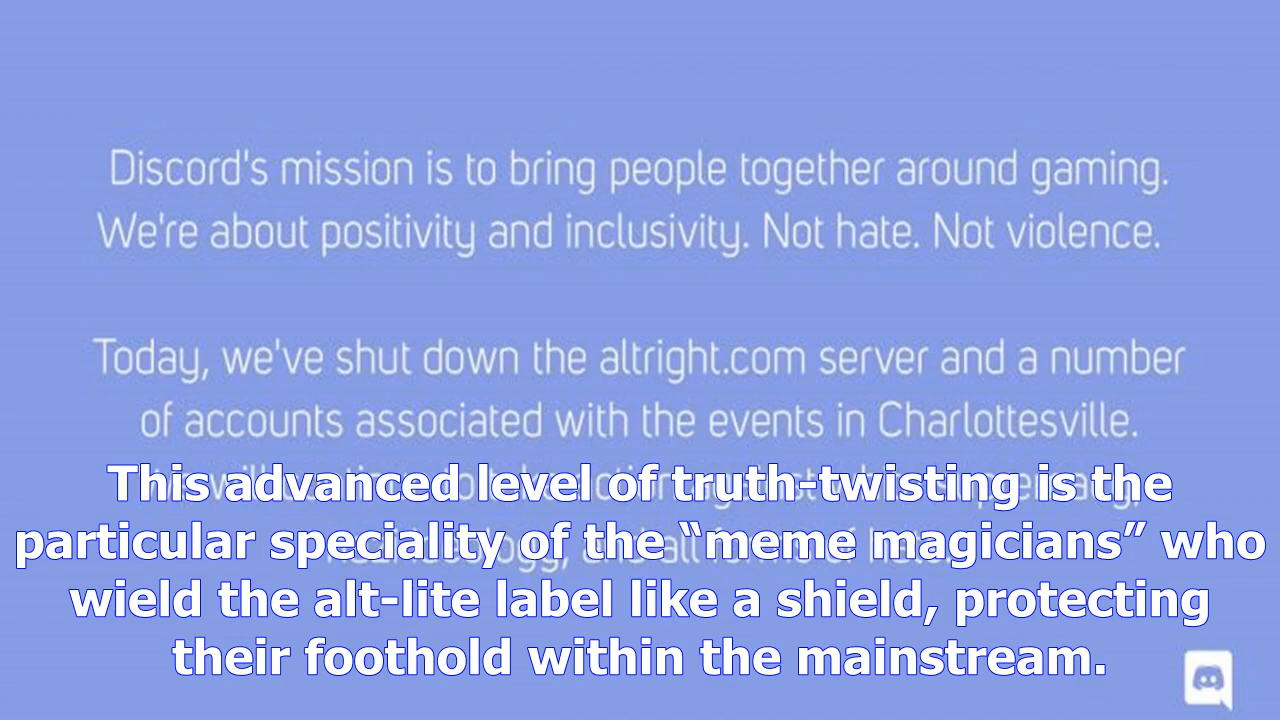 Discord's mission is to bring people together around gaming.
We're about positivity and inclusivity. Not hate. Not violence.
Today, we've shut down the altright.com server and a number
of accounts associated with the events in Charlottesville.
This advanced level of truth-twisting is the
particular speciality of the “meme magicians” who
wield the alt-lite label like a shield, protecting
their foothold within the mainstream.